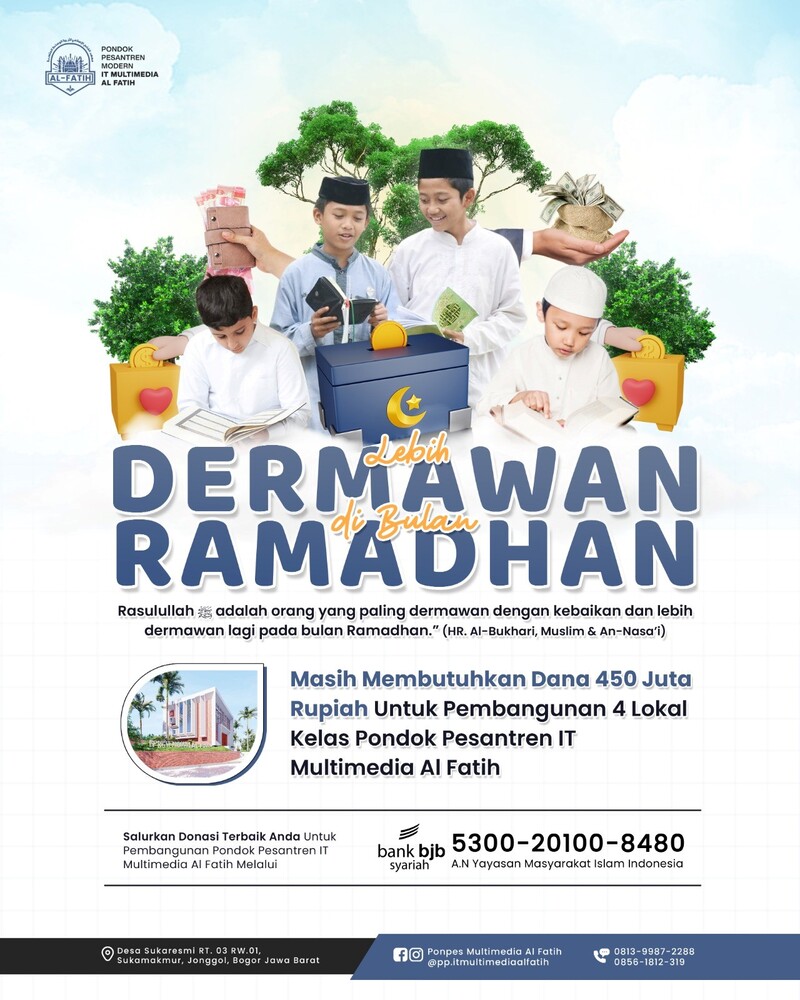 PONDOK
PESANTREN
MODERN
IT MULTIMEDIA
AL FATIH
AL-FATIH
Lebih
DERMAWAN
di Bulan
RAMADHAN
Rasulullah ﷺ adalah orang yang paling dermawan dengan kebaikan dan lebih
dermawan lagi pada bulan Ramadhan.” (HR. Al-Bukhari, Muslim & An-Nasa’i)
Masih Membutuhkan Dana 450 Juta
Rupiah Untuk Pembangunan 4 Lokal
Kelas Pondok Pesantren IT
Multimedia Al Fatih
Salurkan Donasi Terbaik Anda Untuk
Pembangunan Pondok Pesantren IT
Multimedia Al Fatih Melalui
bank bjb
syariah
5300-20100-8480
A.N Yayasan Masyarakat Islam Indonesia
Desa Sukaresmi RT. 03 RW.01,
Sukamakmur, Jonggol, Bogor Jawa Barat
Ponpes Multimedia Al Fatih
@pp.itmultimediaalfatih
0813-9987-2288
0856-1812-319